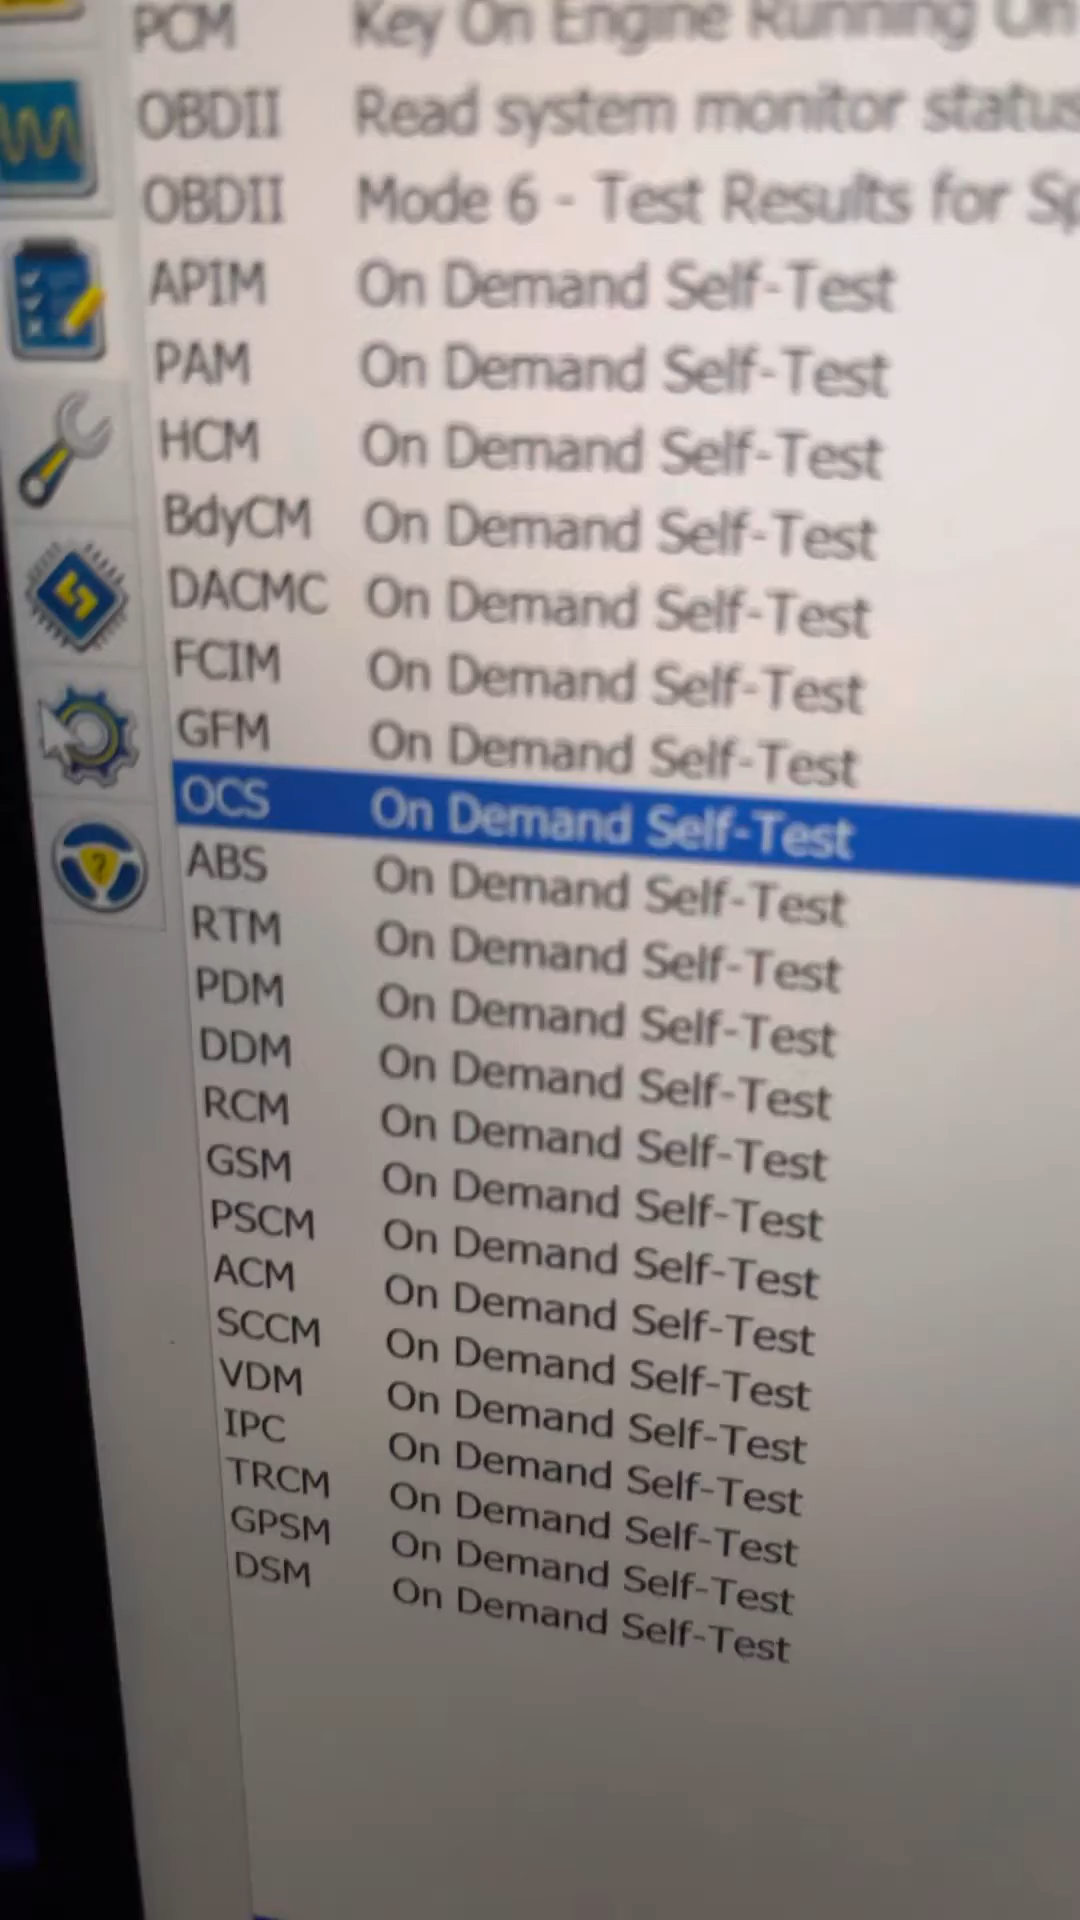 PCM Key On Engine Running On
OBDII Read system monitor status
OBDII Mode 6 - Test Results for Sp
APIM On Demand Self-Test
PAM On Demand Self-Test
HCM On Demand Self-Test
BdyCM On Demand Self-Test
DACMC On Demand Self-Test
FCIM On Demand Self-Test
GFM On Demand Self-Test
OCS On Demand Self-Test
ABS On Demand Self-Test
RTM On Demand Self-Test
PDM On Demand Self-Test
DDM On Demand Self-Test
RCM On Demand Self-Test
GSM On Demand Self-Test
PSCM On Demand Self-Test
ACM On Demand Self-Test
SCCM On Demand Self-Test
VDM On Demand Self-Test
IPC On Demand Self-Test
TRCM On Demand Self-Test
GPSM On Demand Self-Test
DSM On Demand Self-Test